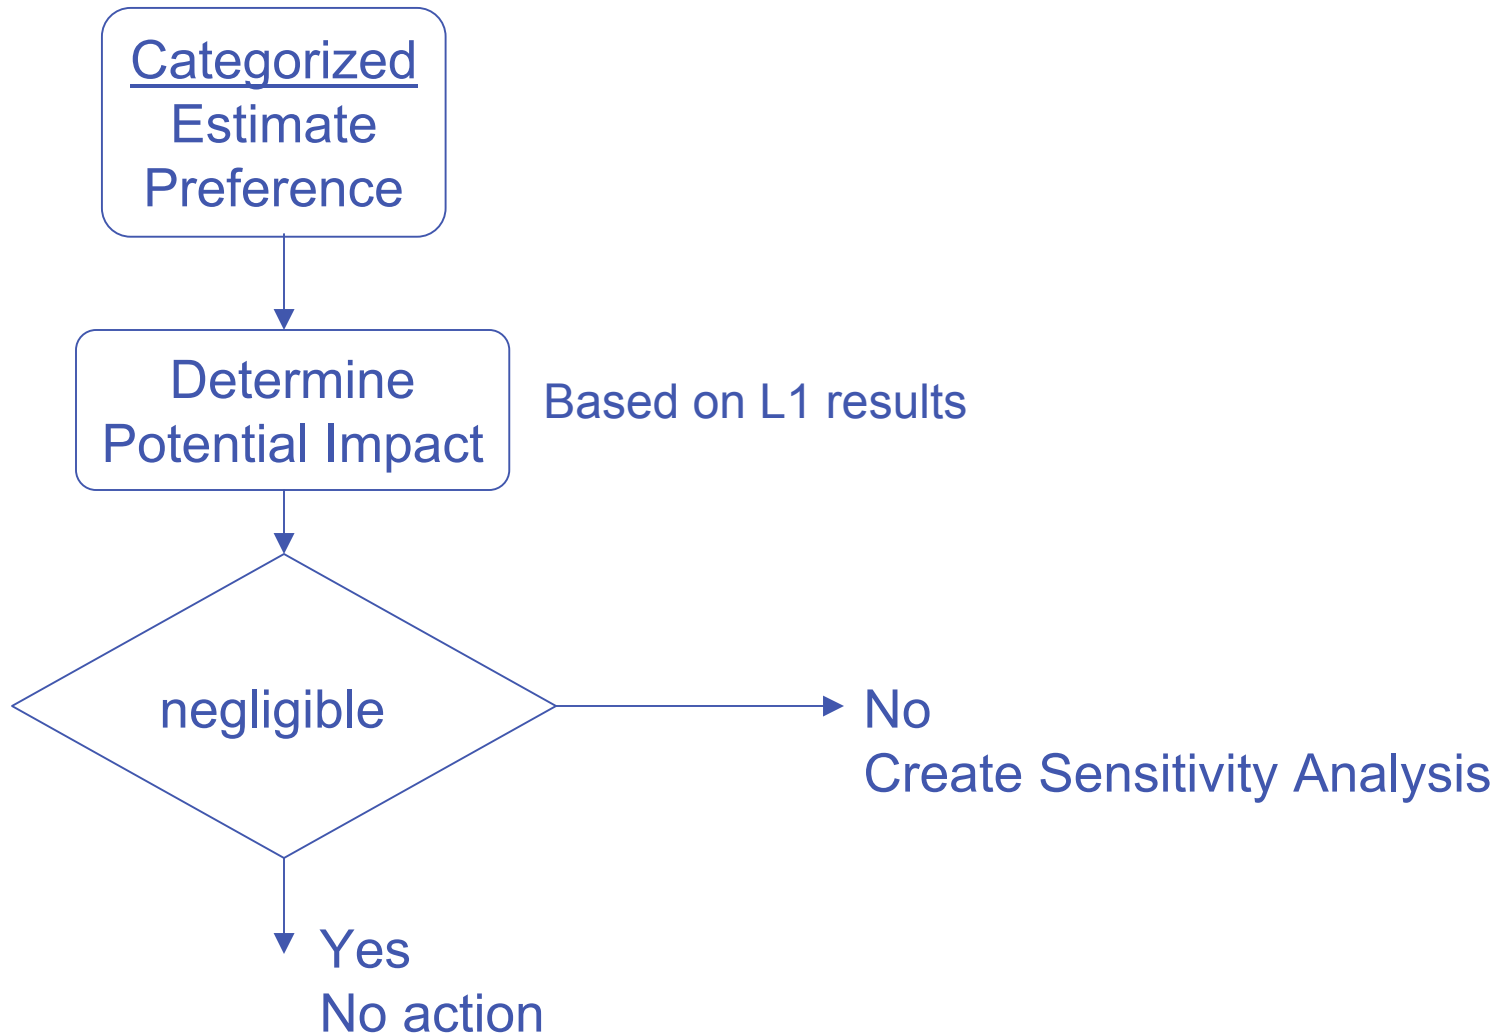 Categorized
Estimate
Preference
Determine
Potential Impact
Based on L1 results
negligible
No
Create Sensitivity Analysis
Yes
No action